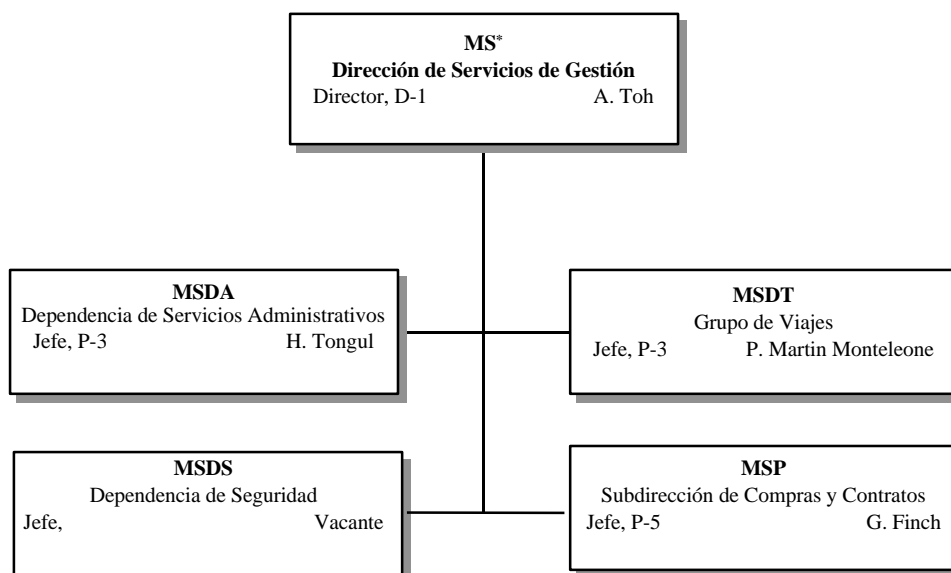 MS*
Dirección de Servicios de Gestión
Director, D-1 A. Toh
MSDA
Dependencia de Servicios Administrativos
Jefe, P-3 H. Tongul
MSDT
Grupo de Viajes
Jefe, P-3 P. Martin Monteleone
MSDS
Dependencia de Seguridad
Jefe, Vacante
MSP
Subdirección de Compras y Contratos
Jefe, P-5 G. Finch